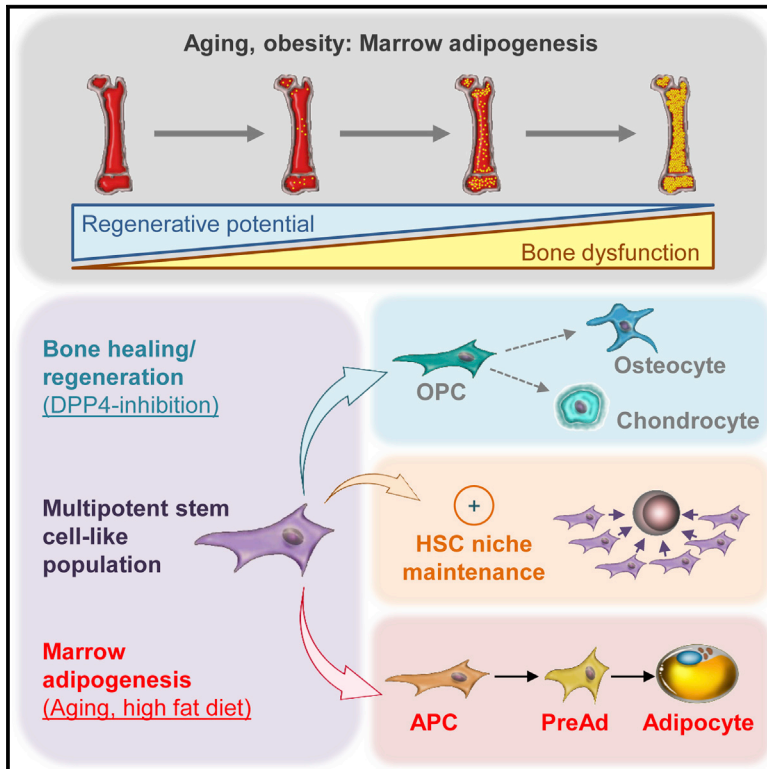 Aging, obesity: Marrow adipogenesis
Regenerative potential
Bone dysfunction
Bone healing/
regeneration
(DPP4-inhibition)
OPC
Osteocyte
Chondrocyte
Multipotent stem
cell-like
population
+
HSC niche
maintenance
Marrow
adipogenesis
(Aging, high fat diet)
APC
PreAd
Adipocyte